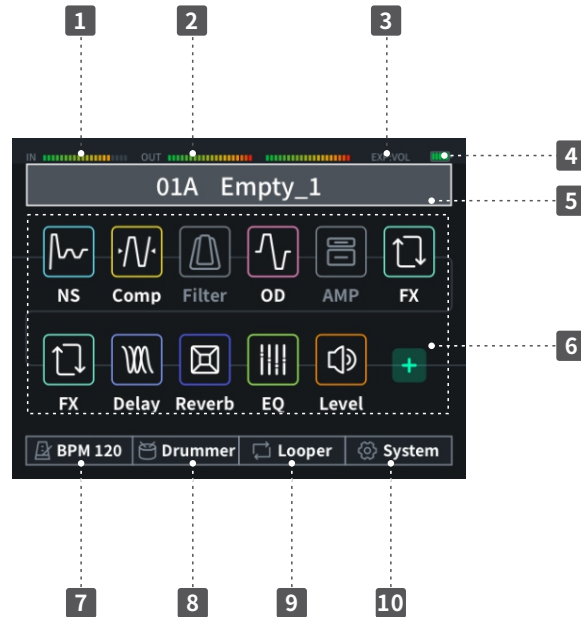 1 2 3
IN OUT EXP.VOL
4
01A Empty_1
5
NS Comp Filter OD AMP FX
6
FX Delay Reverb EQ Level
BPM 120 Drummer Looper System
7 8 9 10